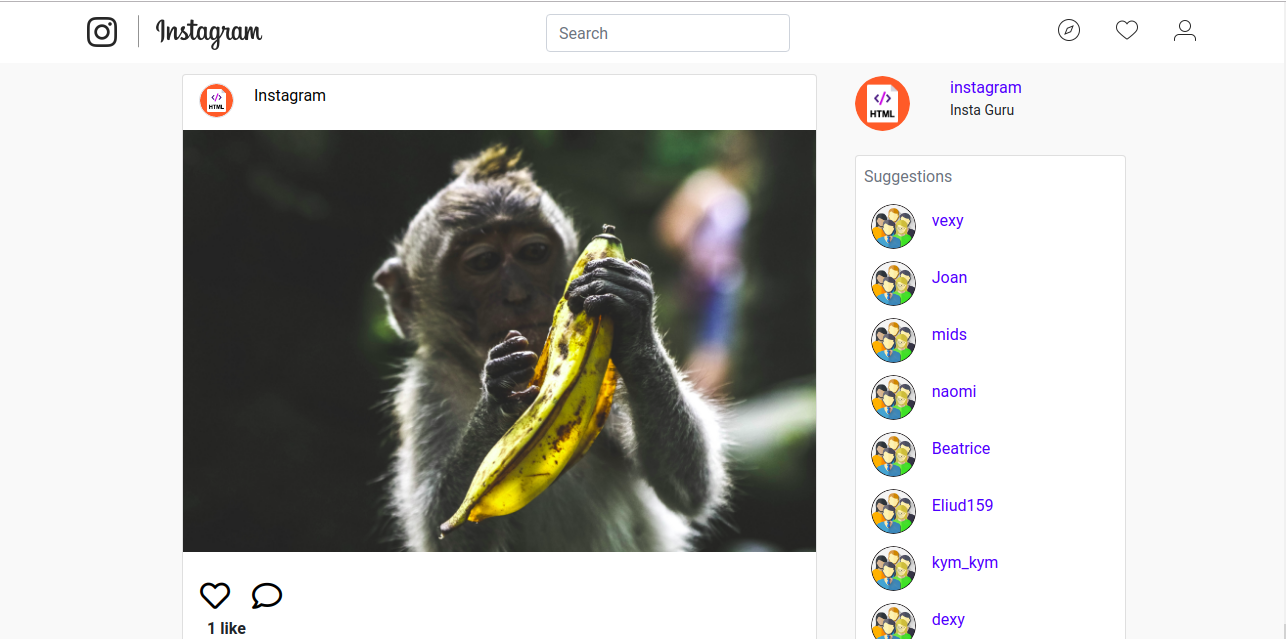 Instagram
Search
</> HTML
Instagram
1 like
</> HTML
instagram
Insta Guru
Suggestions
vexy
Joan
mids
naomi
Beatrice
Eliud159
kym_kym
dexy